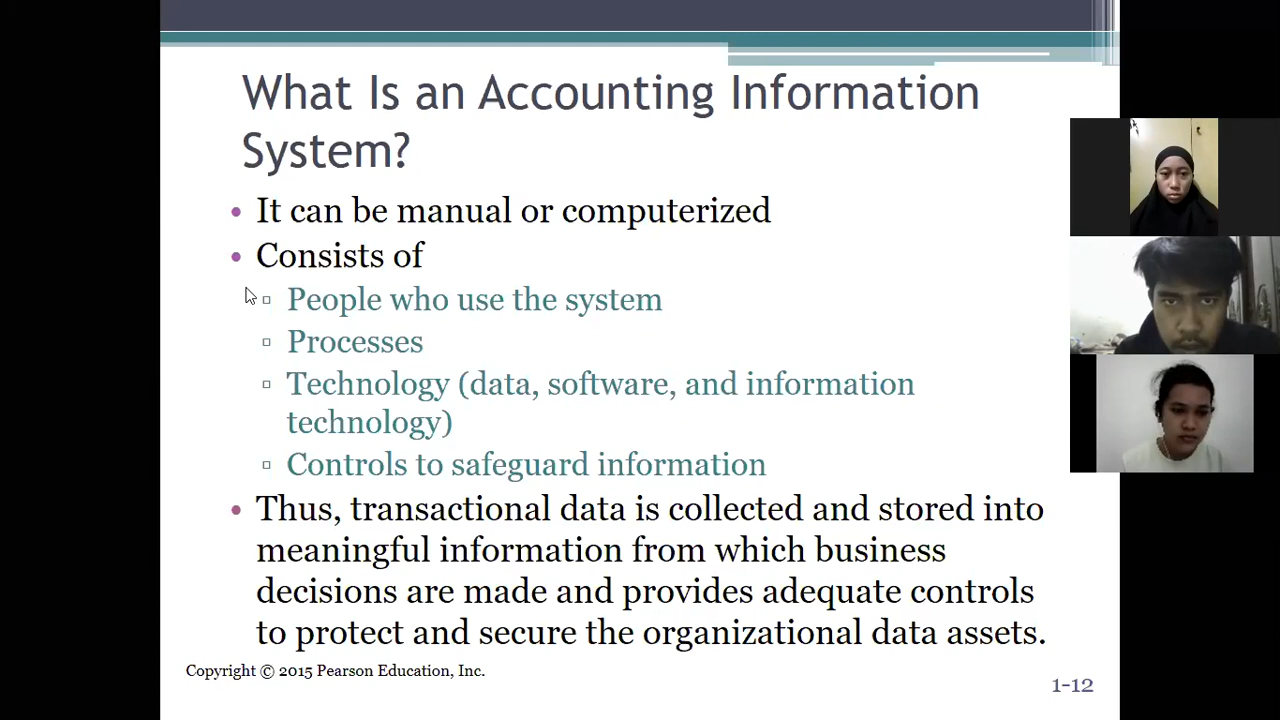 What Is an Accounting Information
System?
• It can be manual or computerized
• Consists of
▫ People who use the system
▫ Processes
▫ Technology (data, software, and information
technology)
▫ Controls to safeguard information
• Thus, transactional data is collected and stored into
meaningful information from which business
decisions are made and provides adequate controls
to protect and secure the organizational data assets.
Copyright © 2015 Pearson Education, Inc.
1-12